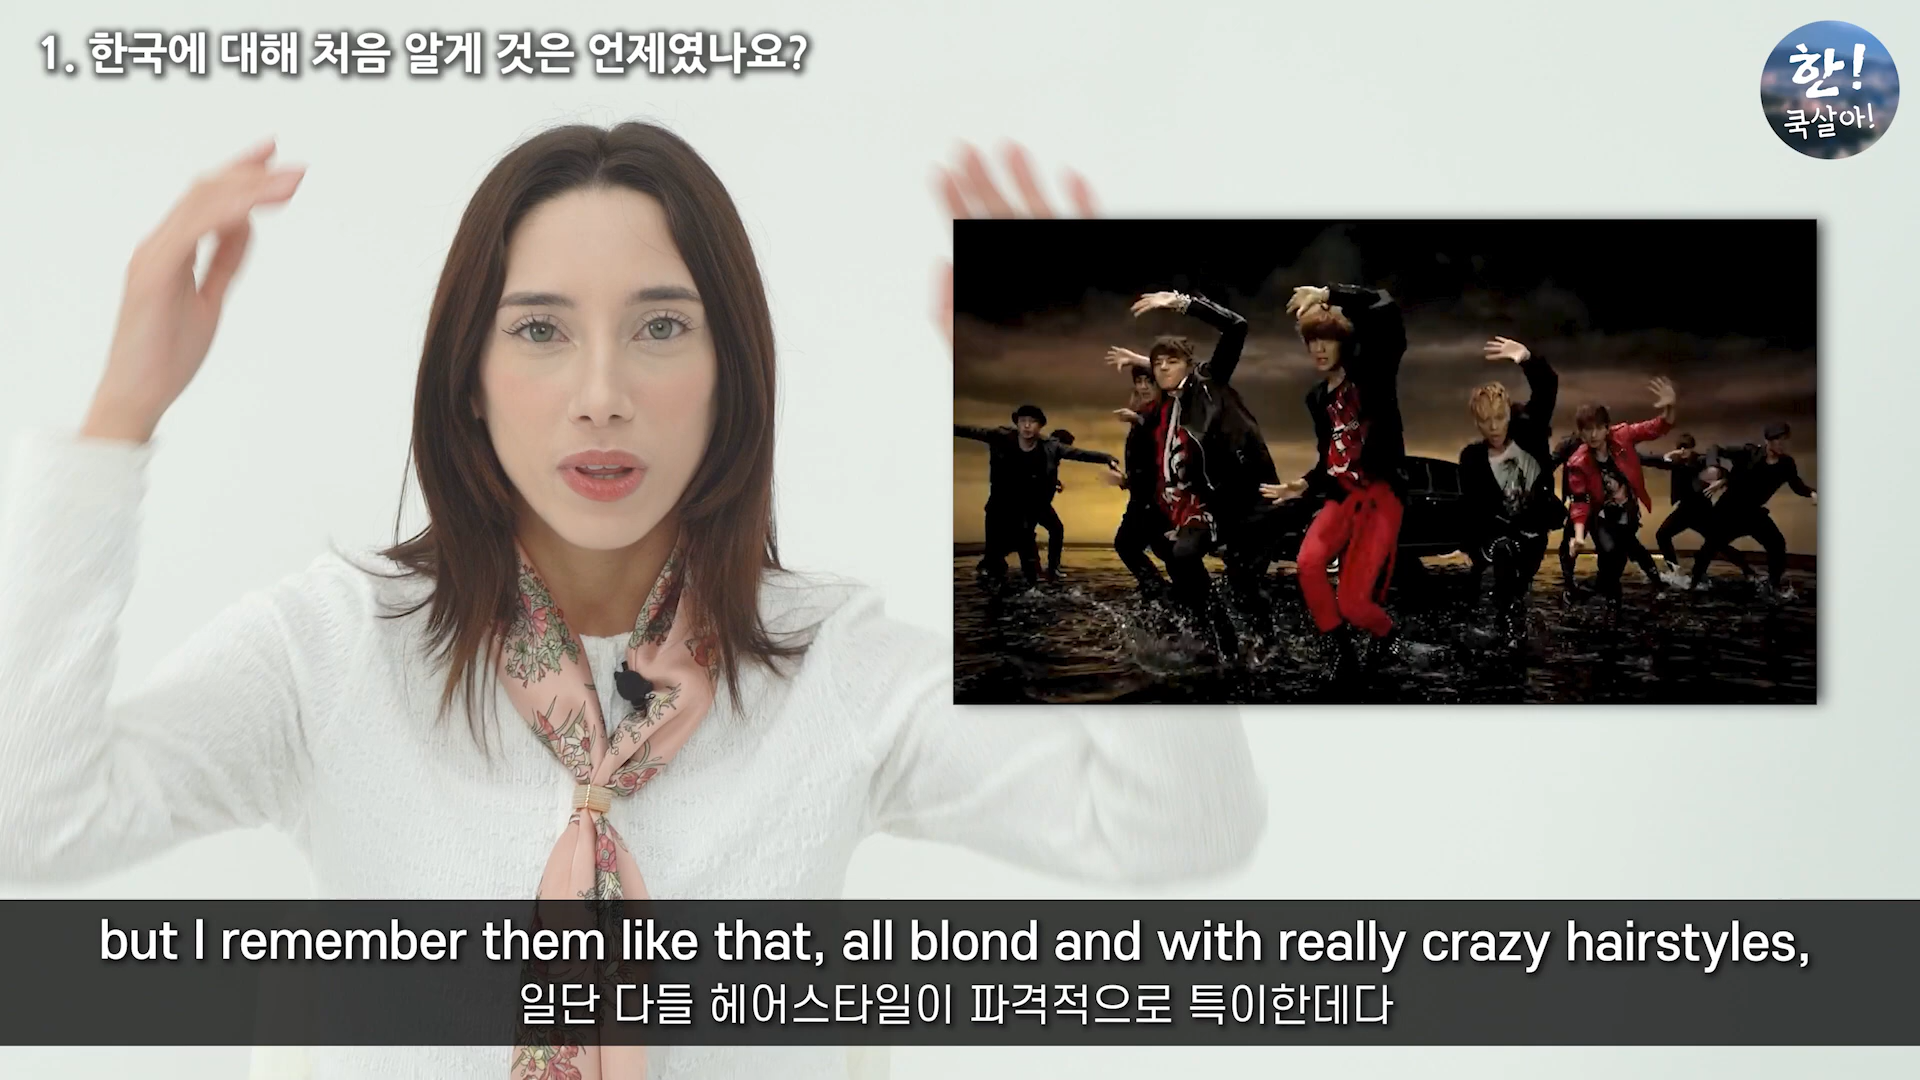 1. 한국에 대해 처음 알게 것은 언제였나요?
한!
쿡살아!
but I remember them like that, all blond and with really crazy hairstyles,
일단 다들 헤어스타일이 파격적으로 특이한데다